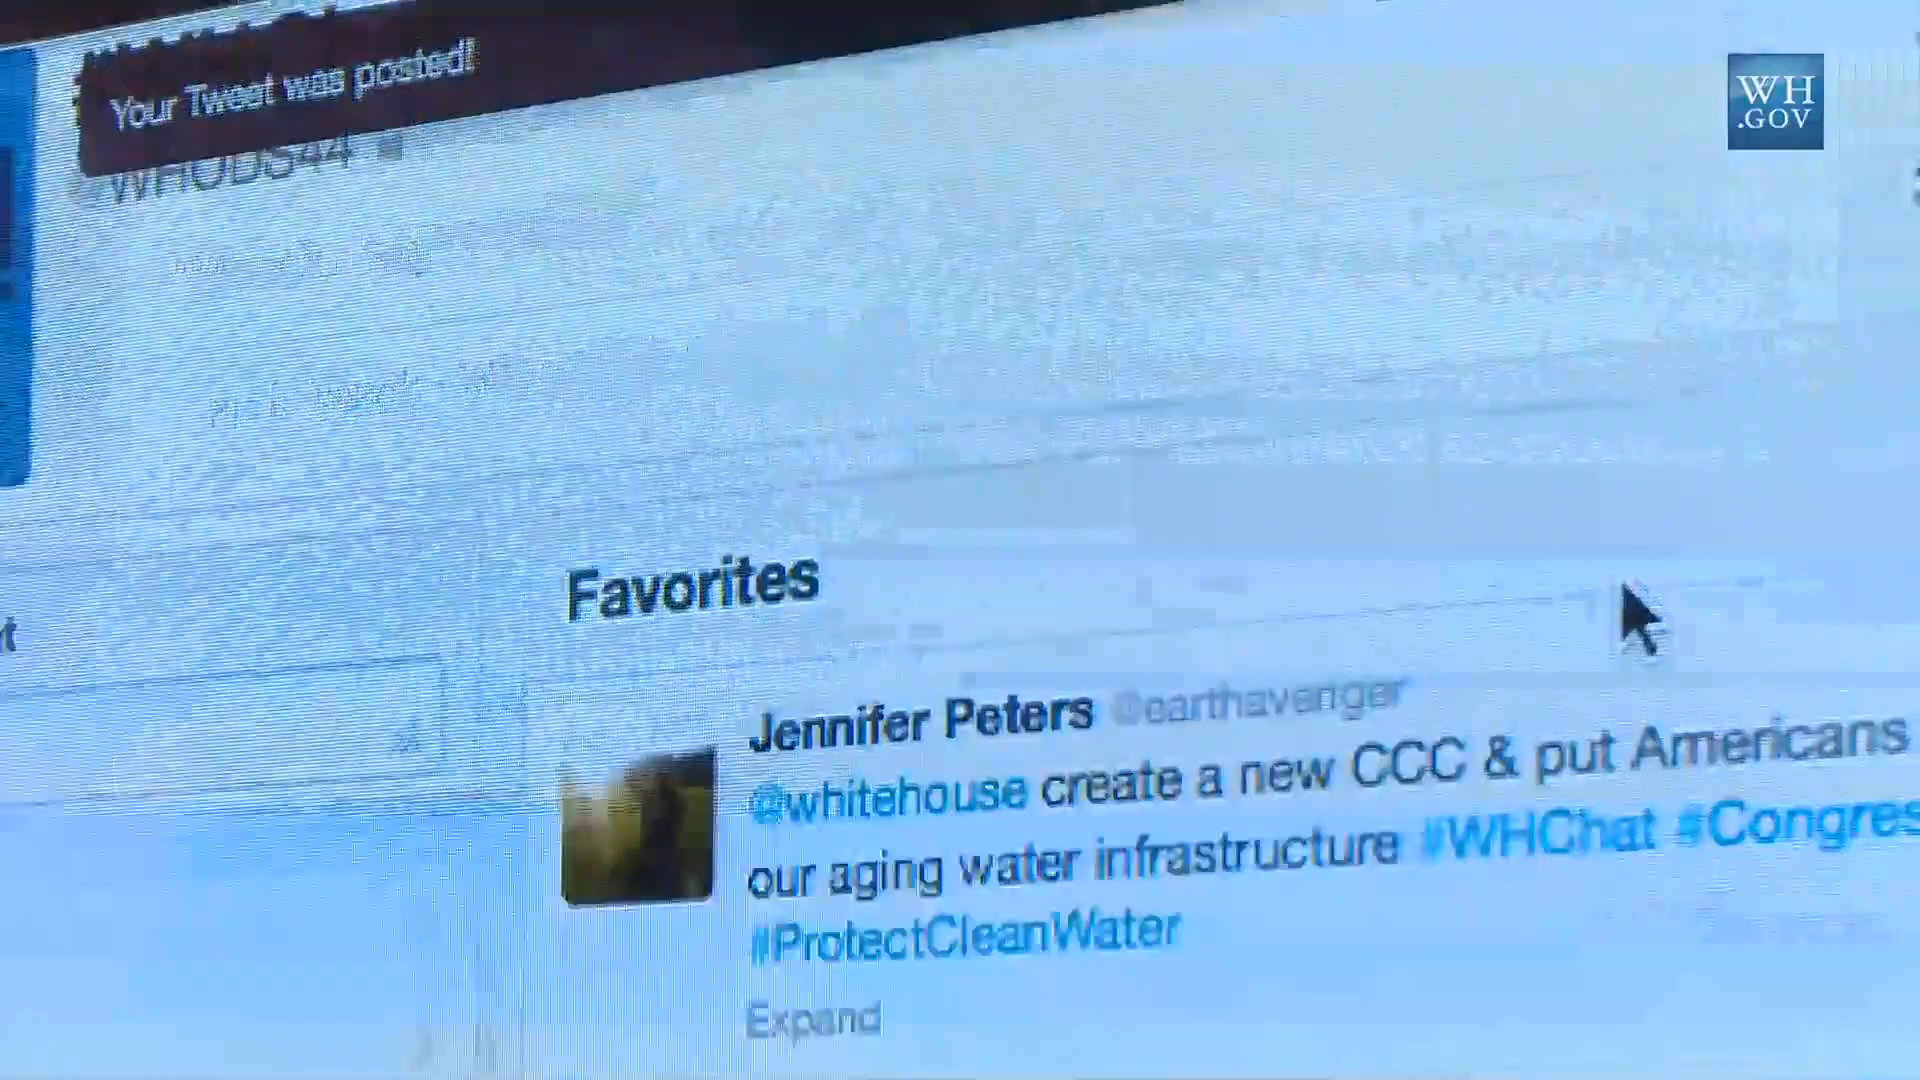 Your Tweet was posted!
WHOBS44
WH
.GOV
Favorites
Jennifer Peters @earthavenger
@whitehouse create a new CCC & put Americans
our aging water infrastructure #WHChat #Congres
#ProtectCleanWater
Expand